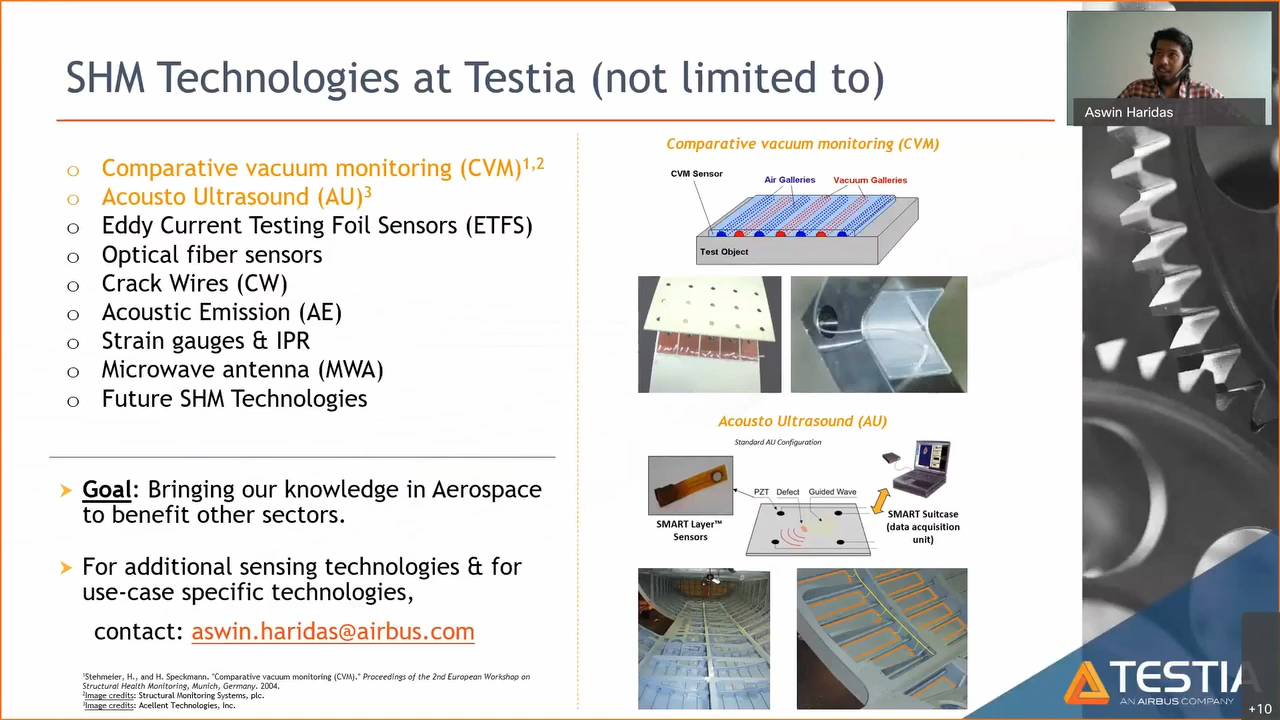 SHM Technologies at Testia (not limited to)
Aswin Haridas
o Comparative vacuum monitoring (CVM)1,2
o Acousto Ultrasound (AU)3
o Eddy Current Testing Foil Sensors (ETFS)
o Optical fiber sensors
o Crack Wires (CW)
o Acoustic Emission (AE)
o Strain gauges & IPR
o Microwave antenna (MWA)
o Future SHM Technologies
➤ Goal: Bringing our knowledge in Aerospace
to benefit other sectors.
➤ For additional sensing technologies & for
use-case specific technologies,
contact: aswin.haridas@airbus.com
1Stehmeier, H., and H. Speckmann. "Comparative vacuum monitoring (CVM)." Proceedings of the 2nd European Workshop on
Structural Health Monitoring, Munich, Germany. 2004.
2Image credits: Structural Monitoring Systems, plc.
3Image credits: Acellent Technologies, Inc.
Comparative vacuum monitoring (CVM)
CVM Sensor
Air Galleries
Vacuum Galleries
Test Object
Acousto Ultrasound (AU)
Standard AU Configuration
PZT Defect Guided Wave
SMART Layer™
Sensors
SMART Suitcase
(data acquisition
unit)
TESTIA
AN AIRBUS COMPANY
+10